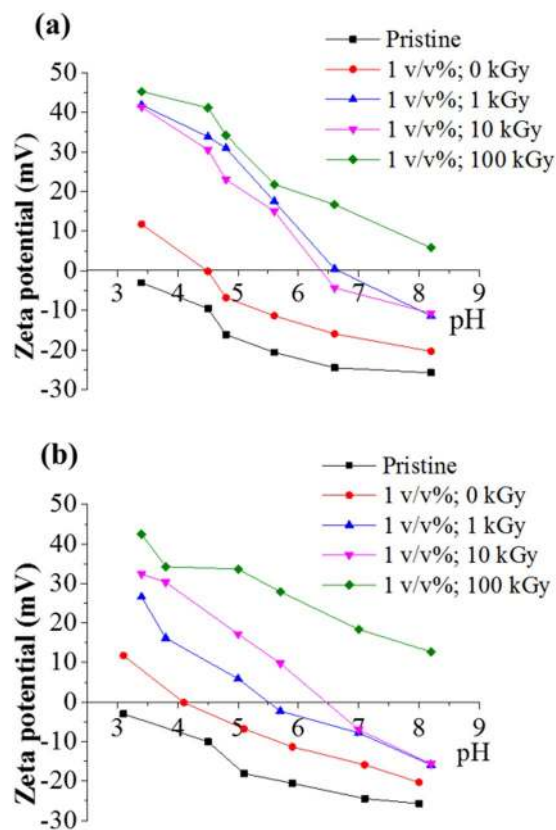 (a)
Pristine
1 v/v%; 0 kGy
1 v/v%; 1 kGy
1 v/v%; 10 kGy
1 v/v%; 100 kGy
50
40
30
20
10
0
-10
-20
-30
3 4 5 6 7 8 9
pH
Zeta potential (mV)
(b)
Pristine
1 v/v%; 0 kGy
1 v/v%; 1 kGy
1 v/v%; 10 kGy
1 v/v%; 100 kGy
50
40
30
20
10
0
-10
-20
-30
3 4 5 6 7 8 9
pH
Zeta potential (mV)